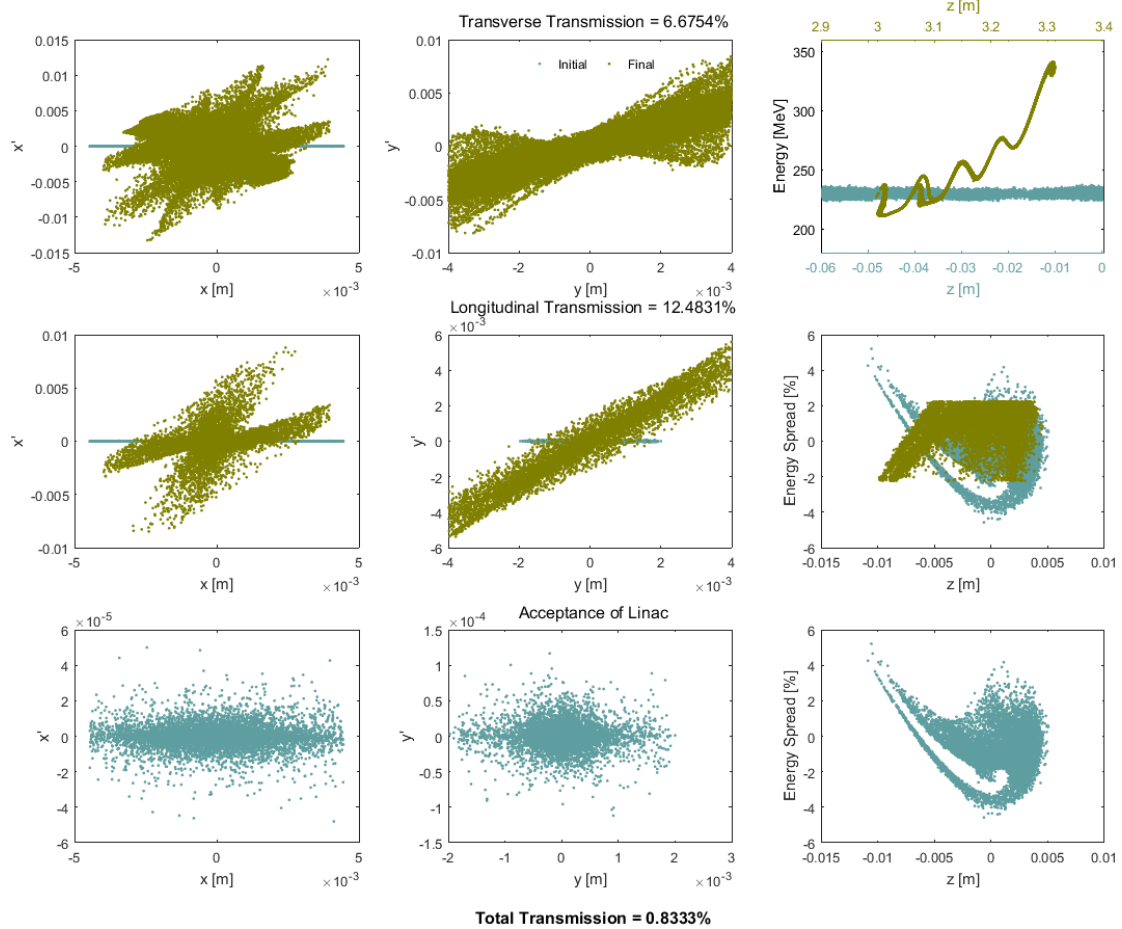 Transverse Transmission = 6.6754%
0.015
0.01
0.005
0
-0.005
-0.01
-0.015
x'
-5 0 5
x [m]
×10⁻³
0.01
0.005
0
-0.005
0.01
y'
Initial Final
-4 -2 0 2 4
y [m]
×10⁻³
z [m]
2.9 3 3.1 3.2 3.3 3.4
350
300
250
200
Energy [MeV]
-0.06 -0.05 -0.04 -0.03 -0.02 -0.01 0
z [m]
Longitudinal Transmission = 12.4831%
0.01
0.005
0
-0.005
-0.01
x'
-5 0 5
x [m]
×10⁻³
×10⁻³
6
4
2
0
-2
-4
-6
y'
-4 -2 0 2 4
y [m]
×10⁻³
6
4
2
0
-2
-4
-6
Energy Spread [%]
-0.015 -0.01 -0.005 0 0.005 0.01
z [m]
Acceptance of Linac
×10⁻⁵
6
4
2
0
-2
-4
-6
x'
-5 0 5
x [m]
×10⁻³
×10⁻⁴
1.5
1
0.5
0
-0.5
-1
-1.5
y'
-2 -1 0 1 2 3
y [m]
×10⁻³
6
4
2
0
-2
-4
-6
Energy Spread [%]
-0.015 -0.01 -0.005 0 0.005 0.01
z [m]
Total Transmission = 0.8333%